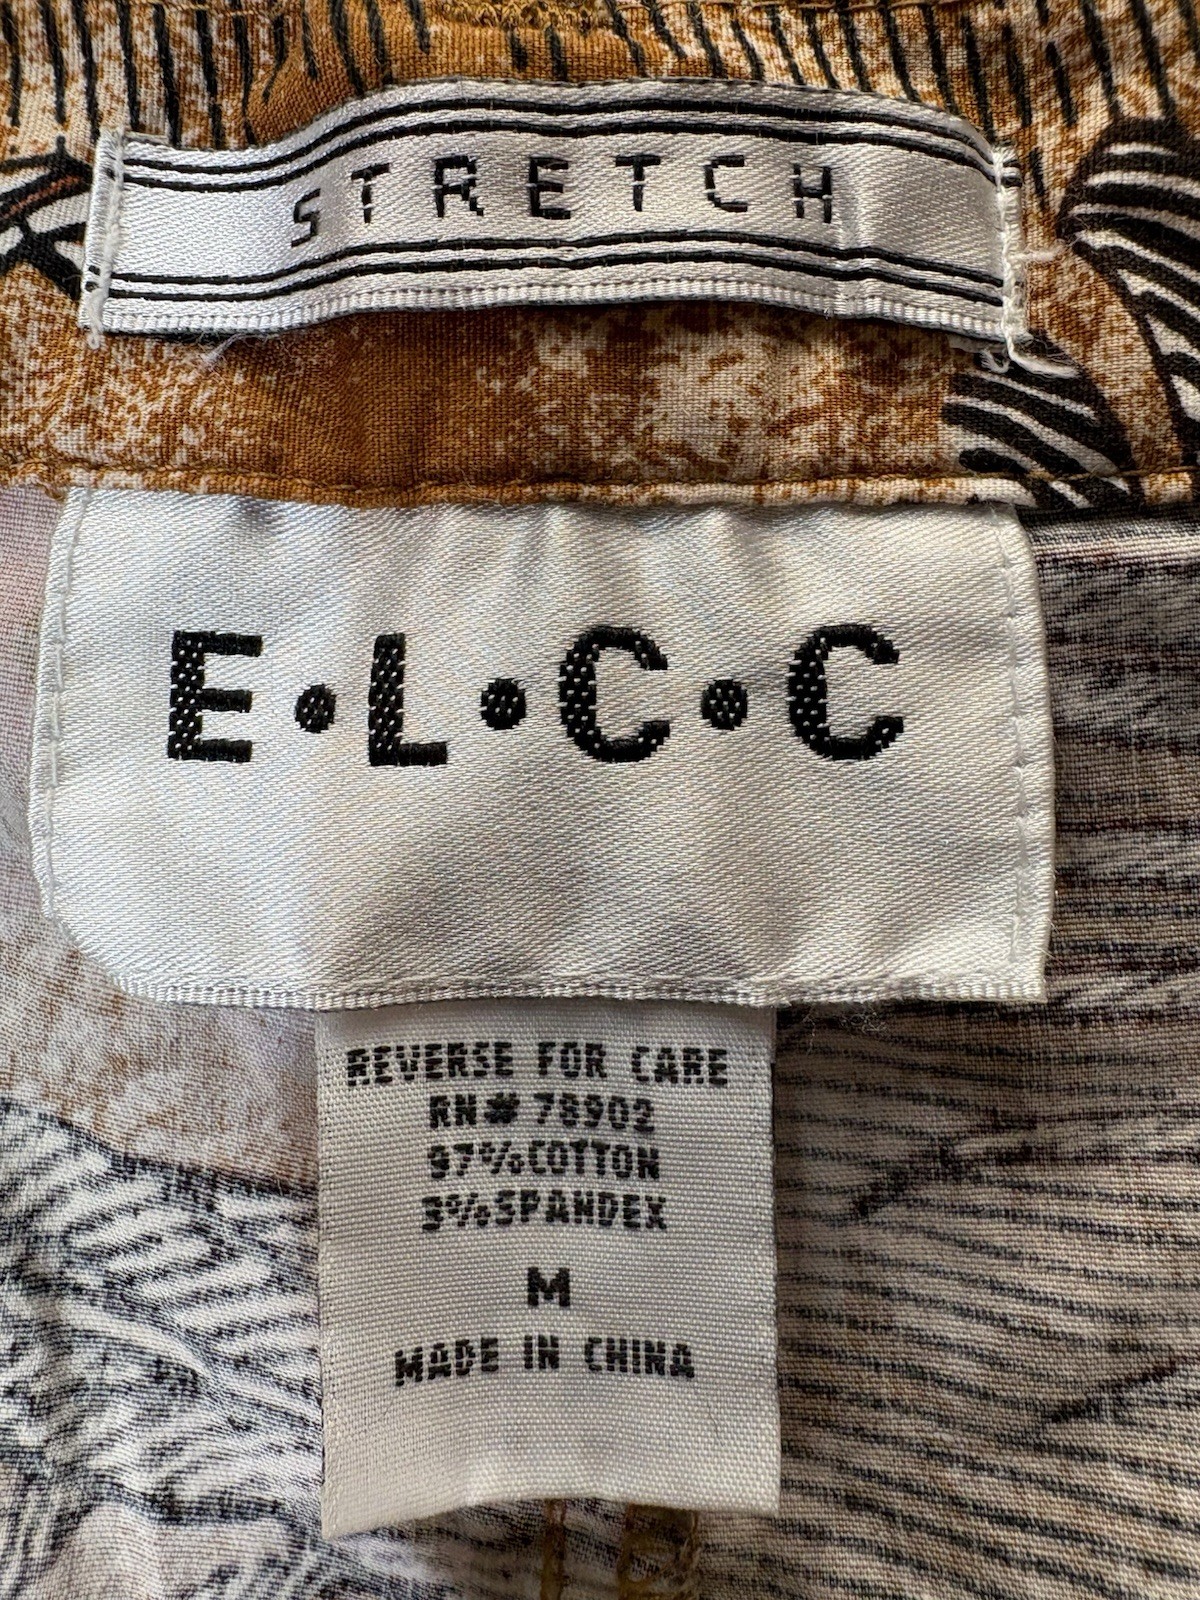 STRETCH
E•L•C•C
REVERSE FOR CARE
RN# 78902
97%COTTON
3%SPANDEX
M
MADE IN CHINA